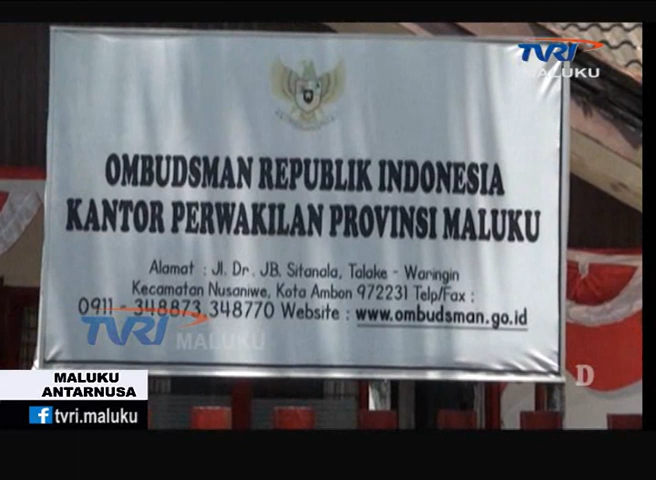 TVRI
MALUKU
OMBUDSMAN REPUBLIK INDONESIA
KANTOR PERWAKILAN PROVINSI MALUKU
Alamat : Jl. Dr. JB. Sitanala, Talake - Waringin
Kecamatan Nusaniwe, Kota Ambon 972231 Telp/Fax :
0911 - 348873, 348770 Website : www.ombudsman.go.id
TVRI
MALUKU
D
MALUKU
ANTARNUSA
tvri.maluku